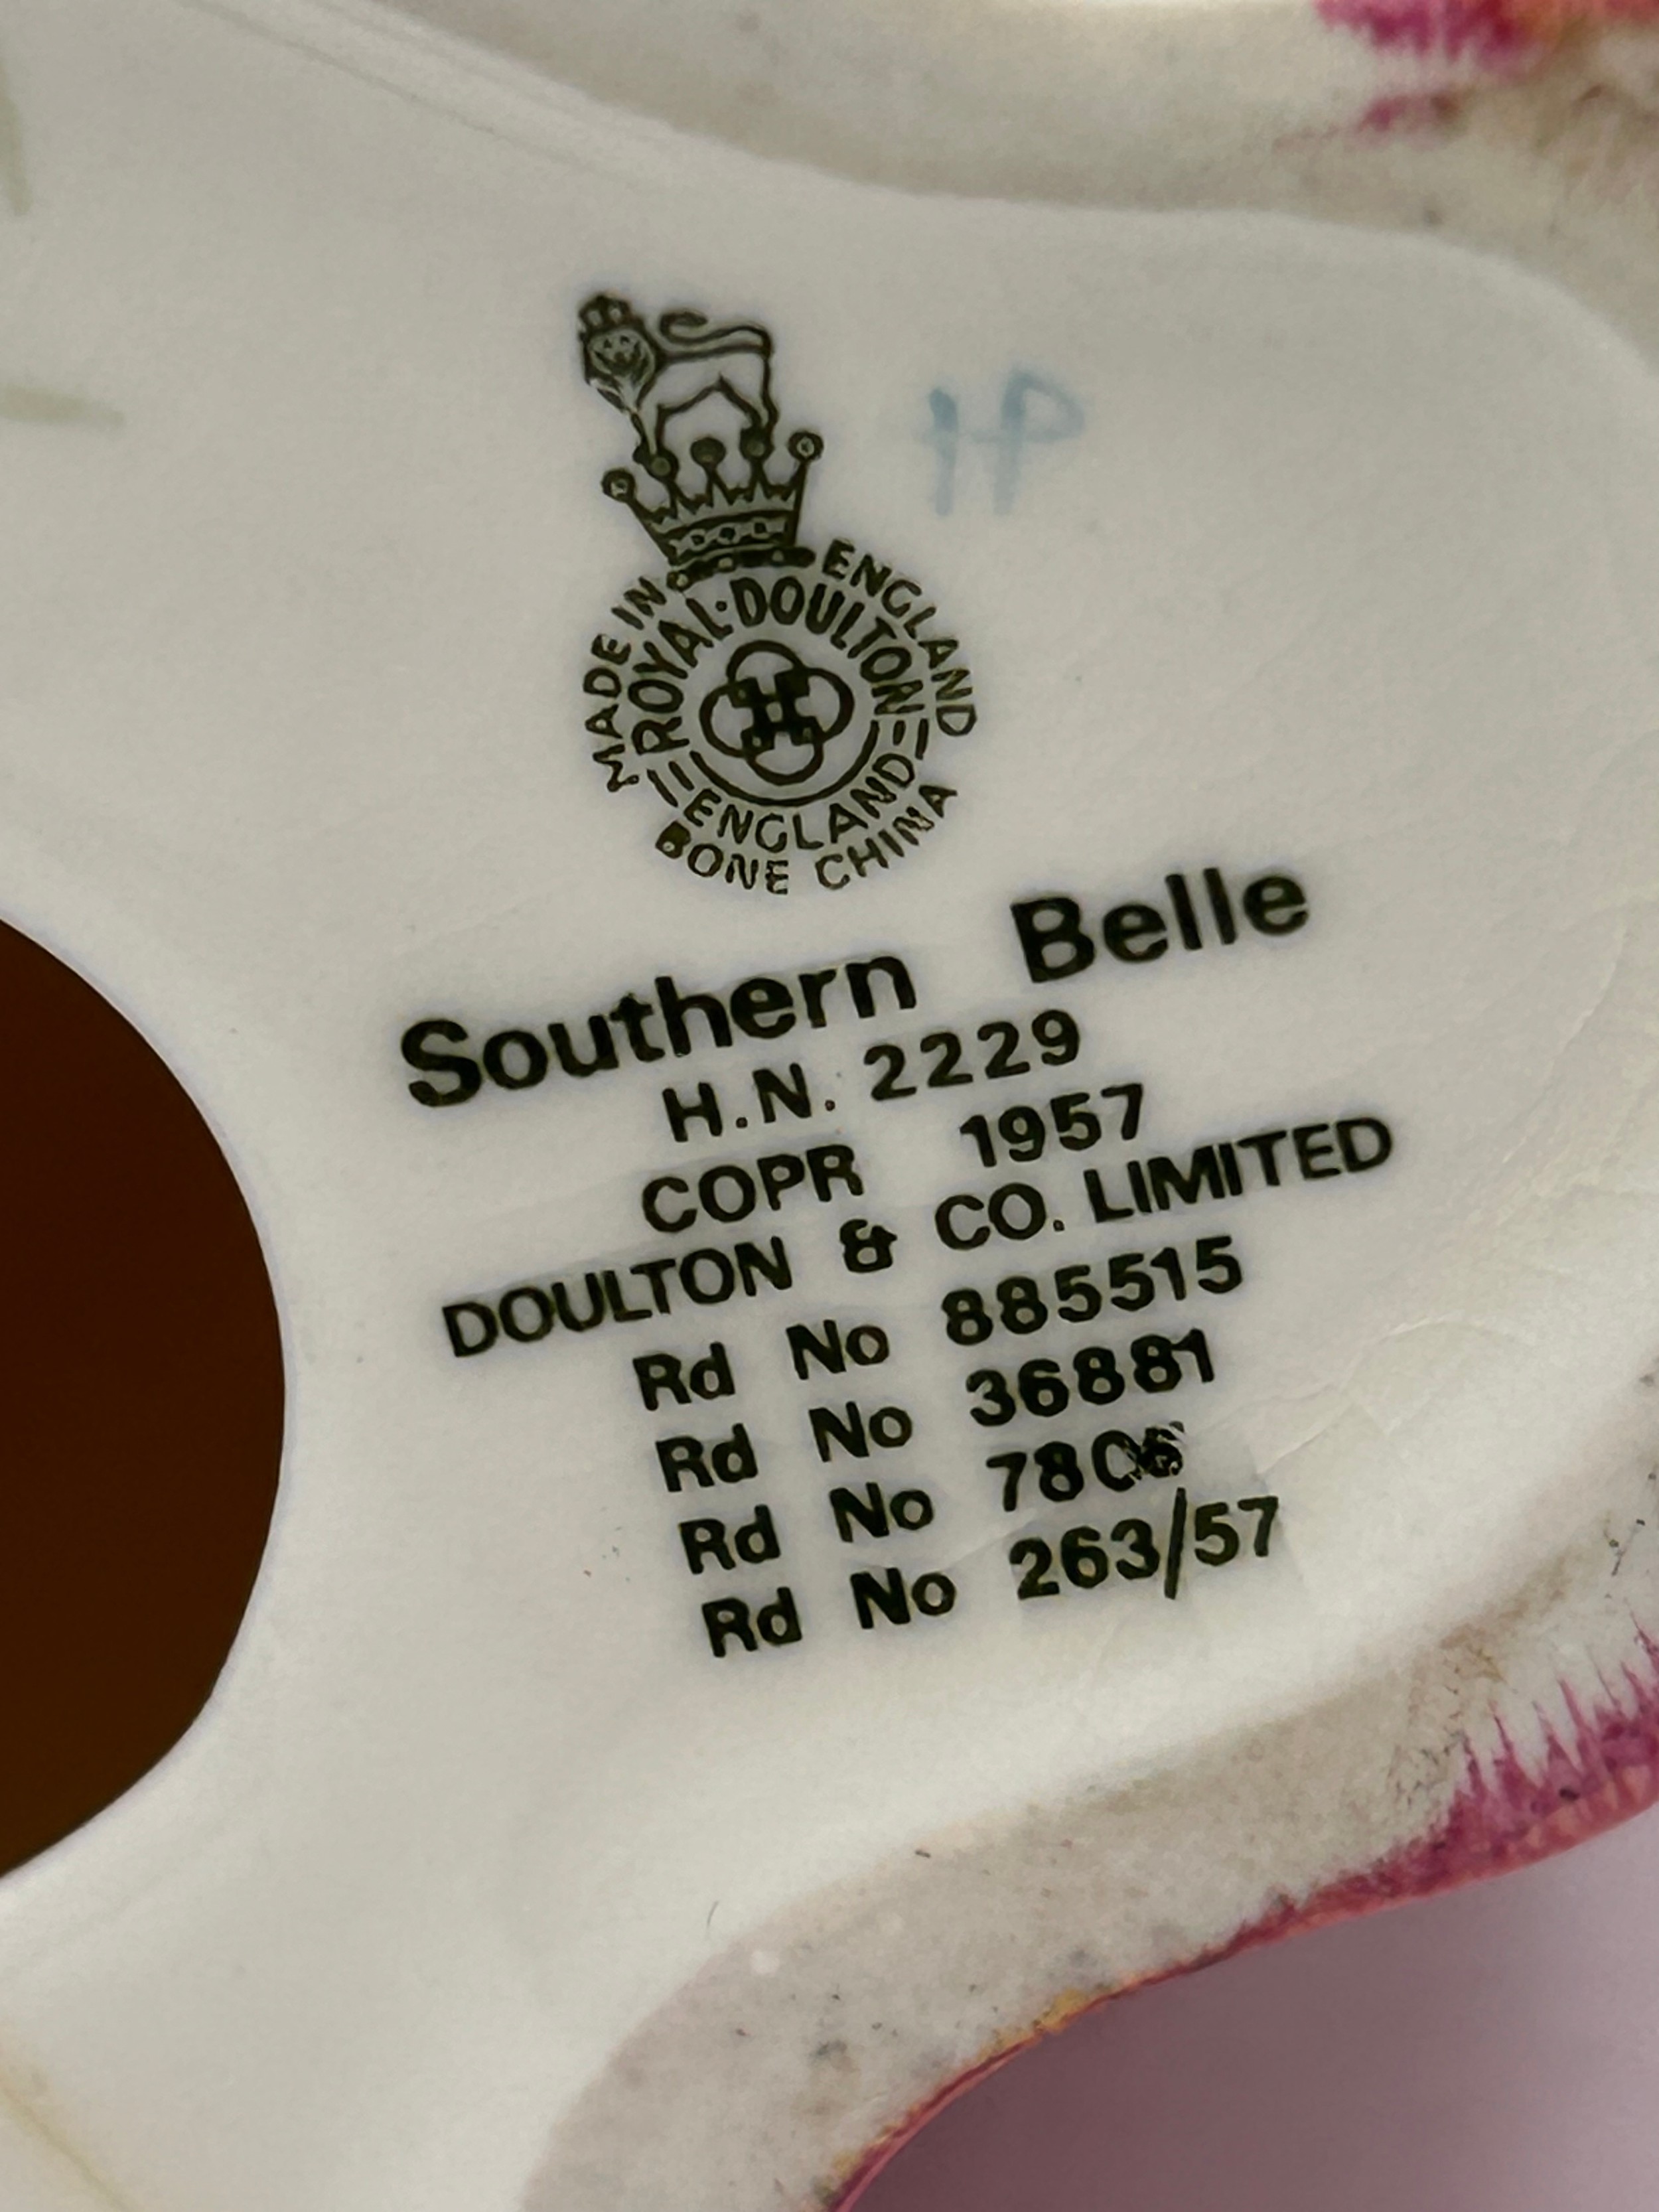 MADE IN ENGLAND
ROYAL·DOULTON
ENGLAND
BONE CHINA
Southern Belle
H.N. 2229
COPR 1957
DOULTON & CO. LIMITED
Rd No 885515
Rd No 36881
Rd No 7806
Rd No 263/57